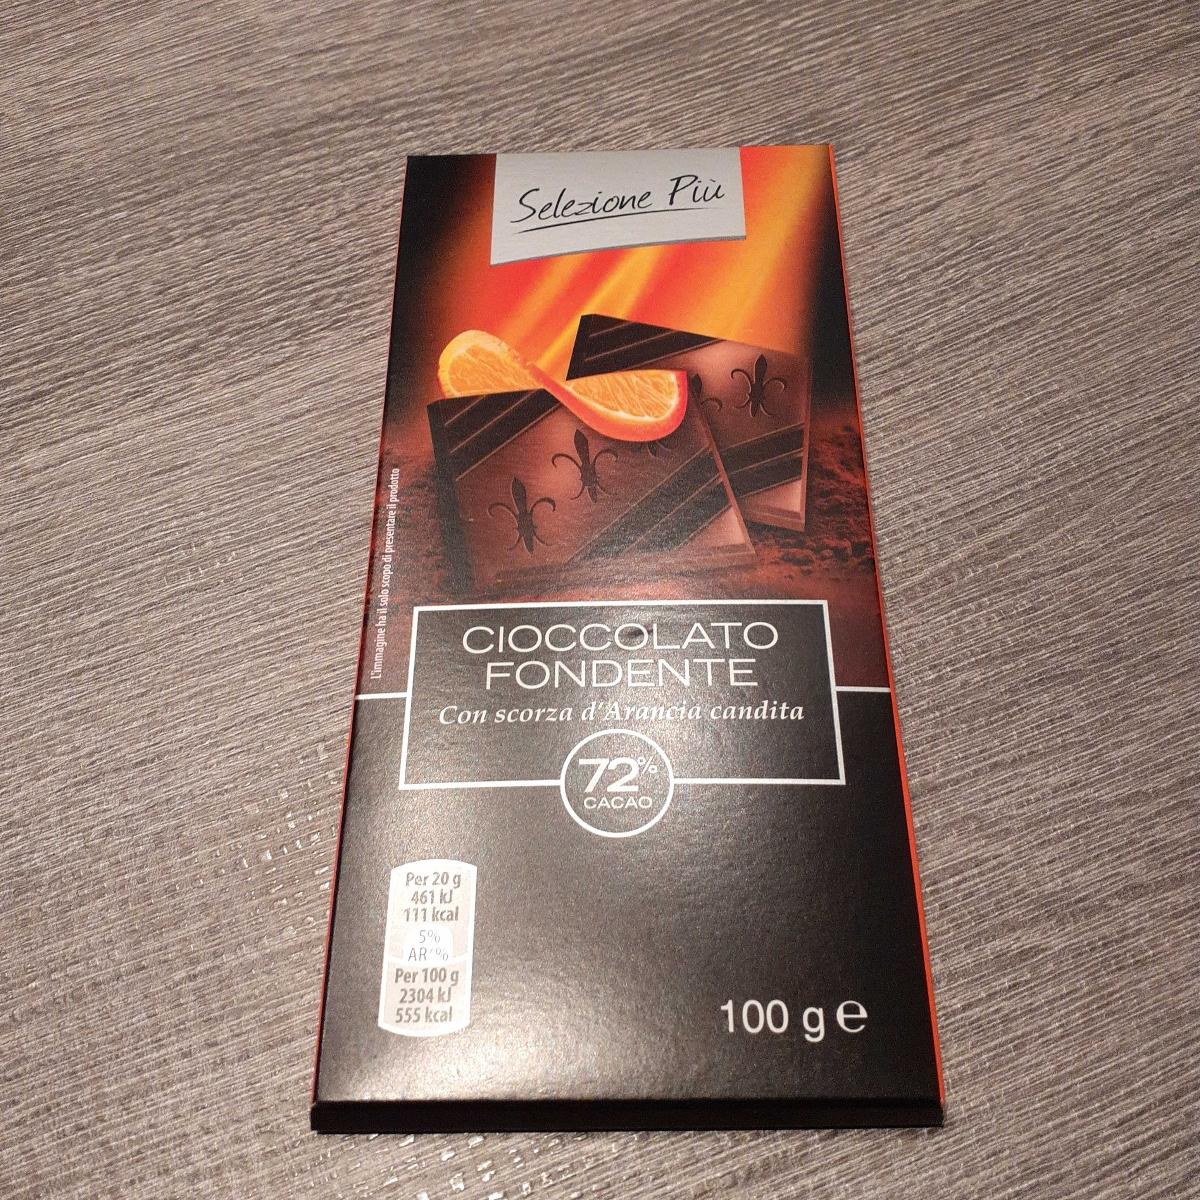 Selezione Più
L'immagine ha il solo scopo di presentare il prodotto
CIOCCOLATO
FONDENTE
Con scorza d'Arancia candita
72%
CACAO
Per 20 g
461 kJ
111 kcal
5%
AR*%
Per 100 g
2304 kJ
555 kcal
100 g e